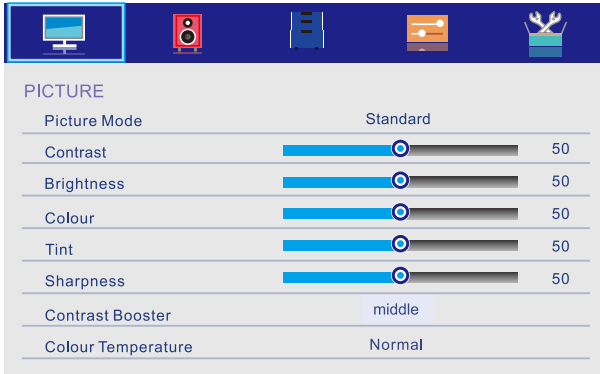 PICTURE
Picture Mode Standard
Contrast 50
Brightness 50
Colour 50
Tint 50
Sharpness 50
Contrast Booster middle
Colour Temperature Normal